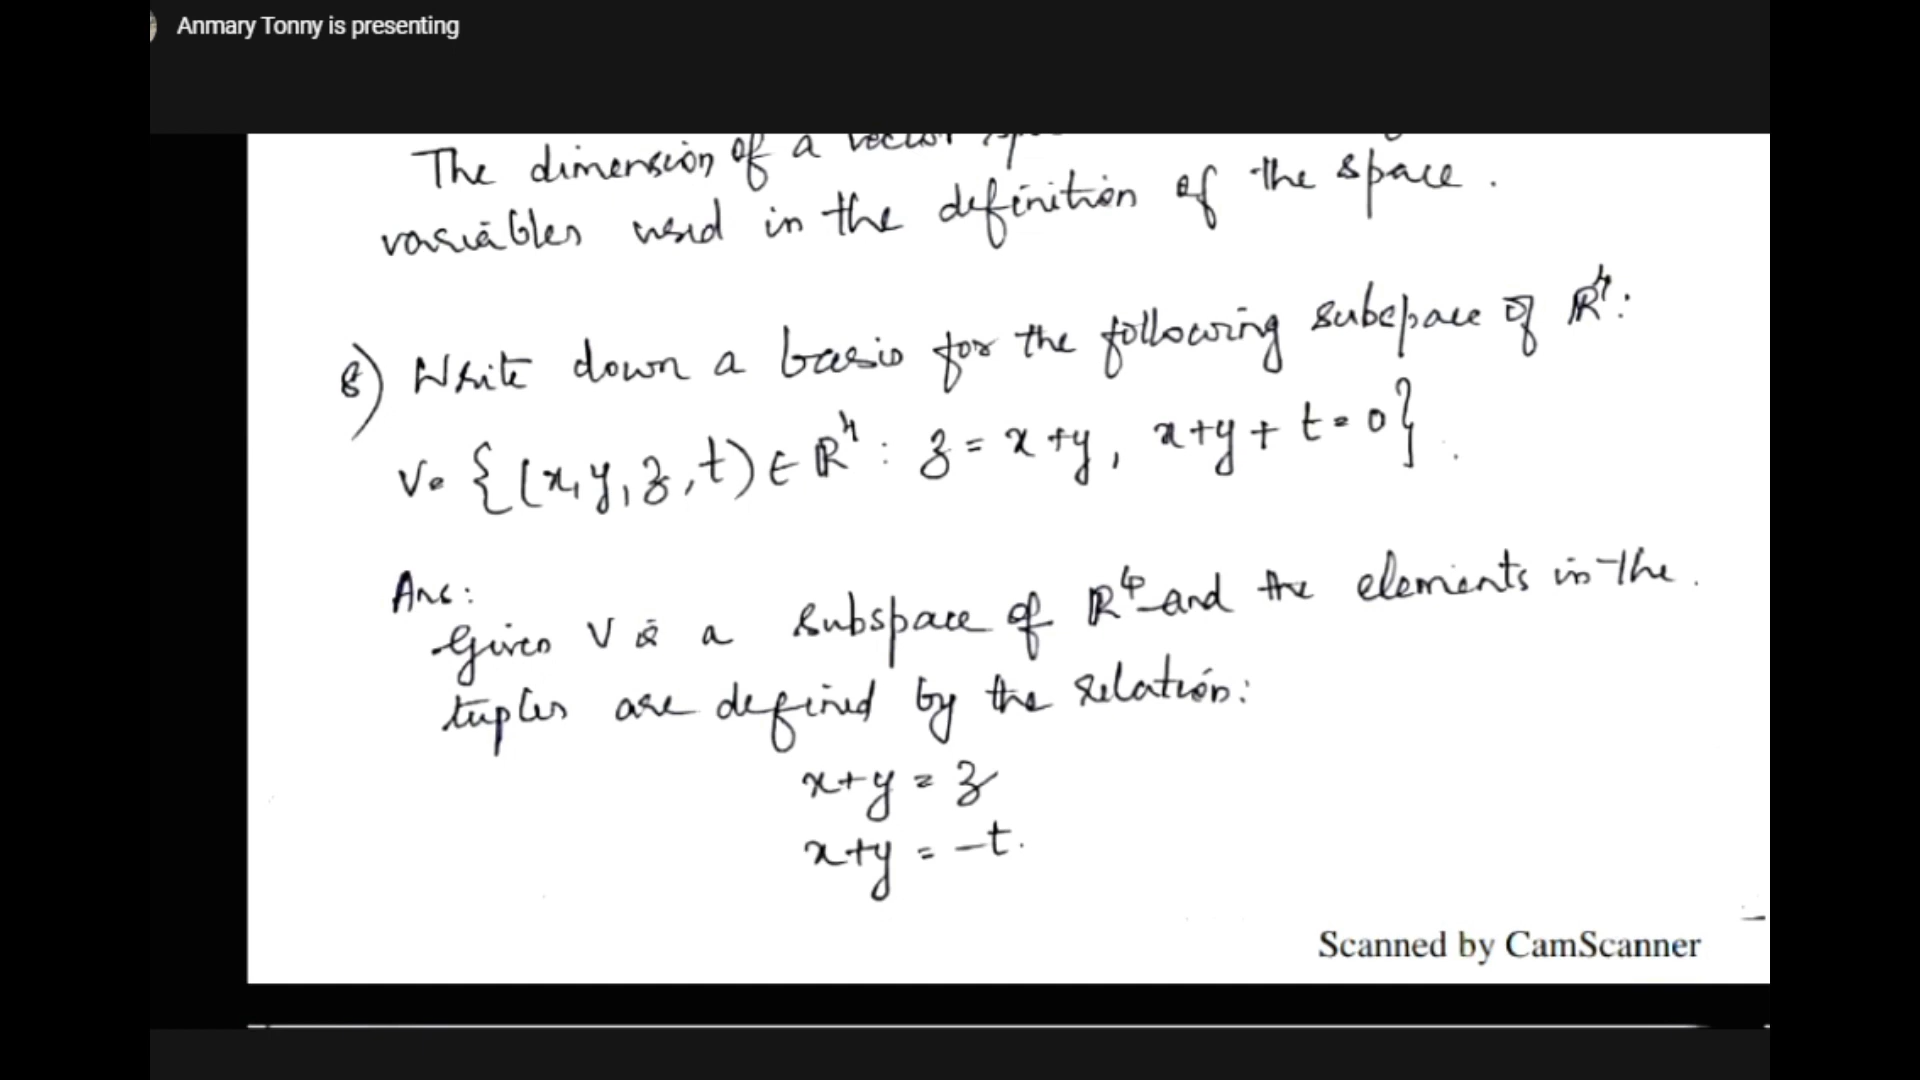 Anmary Tonny is presenting
The dimension of a vector
variables used in the definition of the space.
8) Write down a basis for the following subspace of R⁴:
V = {(x, y, z, t) ∈ R⁴ : z = x+y, x+y+t = 0}.
Ans:
Given V is a subspace of R⁴ and the elements in the
tuples are defined by the relation:
x+y = z
x+y = -t.
Scanned by CamScanner